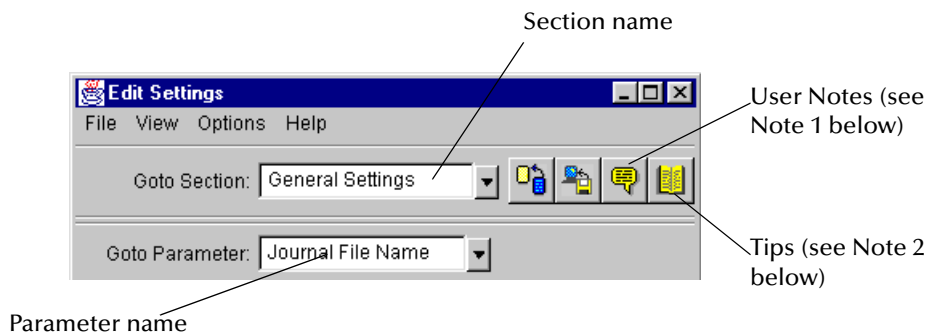 Section name
Edit Settings
File View Options Help
User Notes (see
Note 1 below)
Goto Section: General Settings
Goto Parameter: Journal File Name
Tips (see Note 2
below)
Parameter name